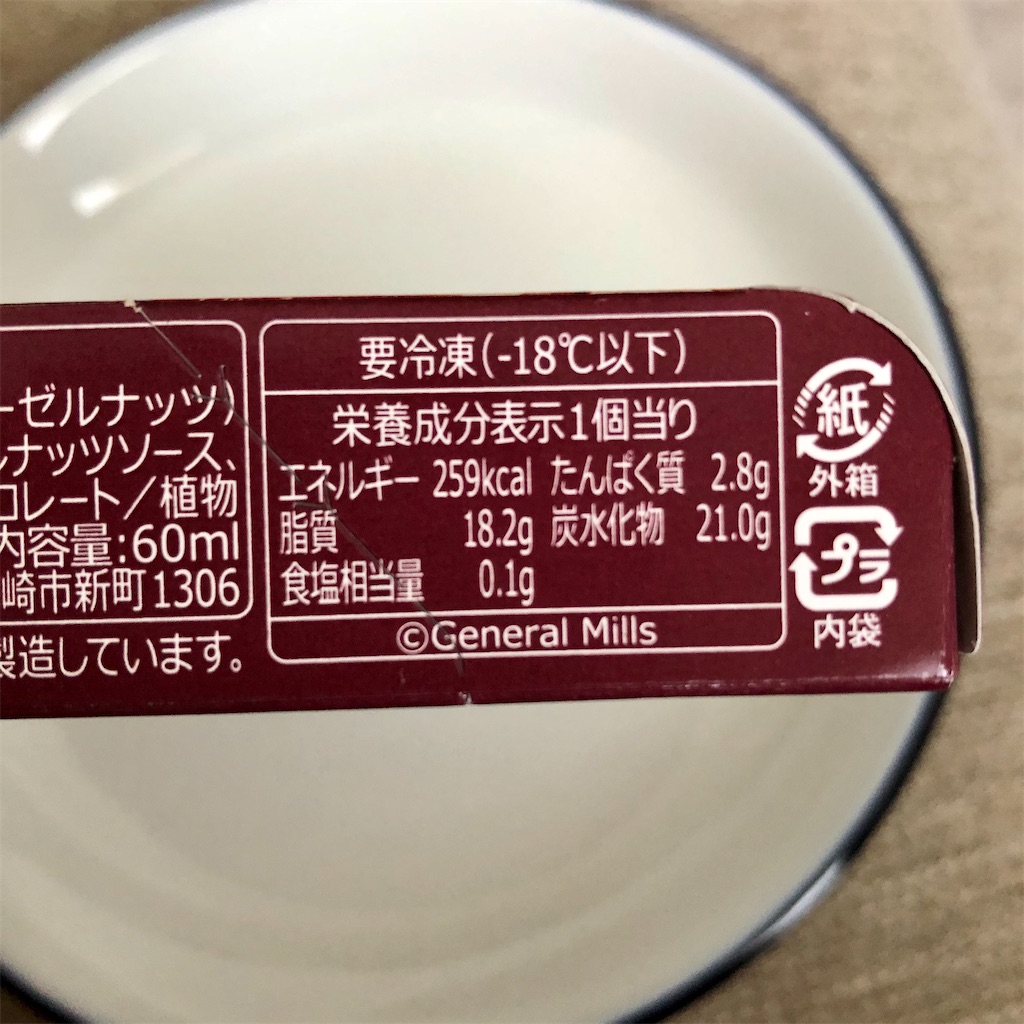 ーゼルナッツ)
ルナッツソース、
コレート/植物
内容量:60ml
崎市新町1306
製造しています。
要冷凍(-18℃以下)
栄養成分表示1個当り
エネルギー 259kcal たんぱく質 2.8g
脂質 18.2g 炭水化物 21.0g
食塩相当量 0.1g
©General Mills
紙
外箱
プラ
内袋